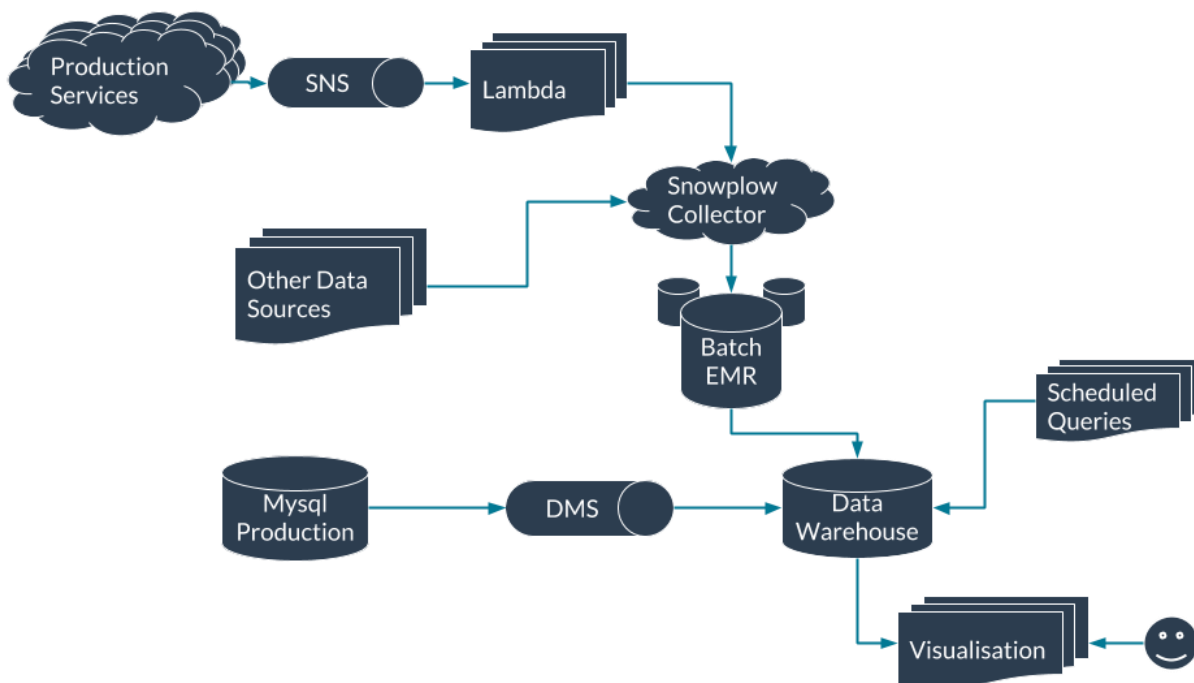 Production
Services
SNS
Lambda
Snowplow
Collector
Other Data
Sources
Batch
EMR
Scheduled
Queries
Mysql
Production
DMS
Data
Warehouse
Visualisation